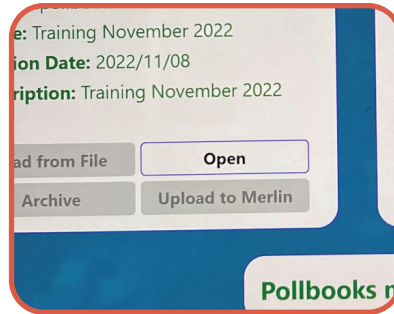 e: Training November 2022
ion Date: 2022/11/08
ription: Training November 2022
ad from File
Open
Archive
Upload to Merlin
Pollbooks